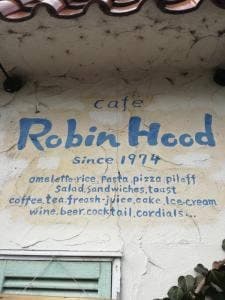 cafe
Robin Hood
Since 1974
omelette-rice, pasta, pizza, pilaff
salad, sandwiches, toast
coffee, tea, freash-juice, cake, Ice-cream
wine, beer, cocktail, cordials...